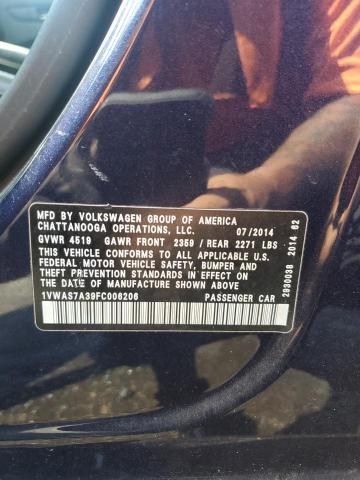 MFD BY VOLKSWAGEN GROUP OF AMERICA
CHATTANOOGA OPERATIONS, LLC. 07/2014
GVWR 4519 GAWR FRONT 2359 / REAR 2271 LBS
THIS VEHICLE CONFORMS TO ALL APPLICABLE U.S.
FEDERAL MOTOR VEHICLE SAFETY, BUMPER AND
THEFT PREVENTION STANDARDS IN EFFECT ON
THE DATE OF MANUFACTURE SHOWN ABOVE
1VWAS7A39FC006206 PASSENGER CAR
2930038 2014 62